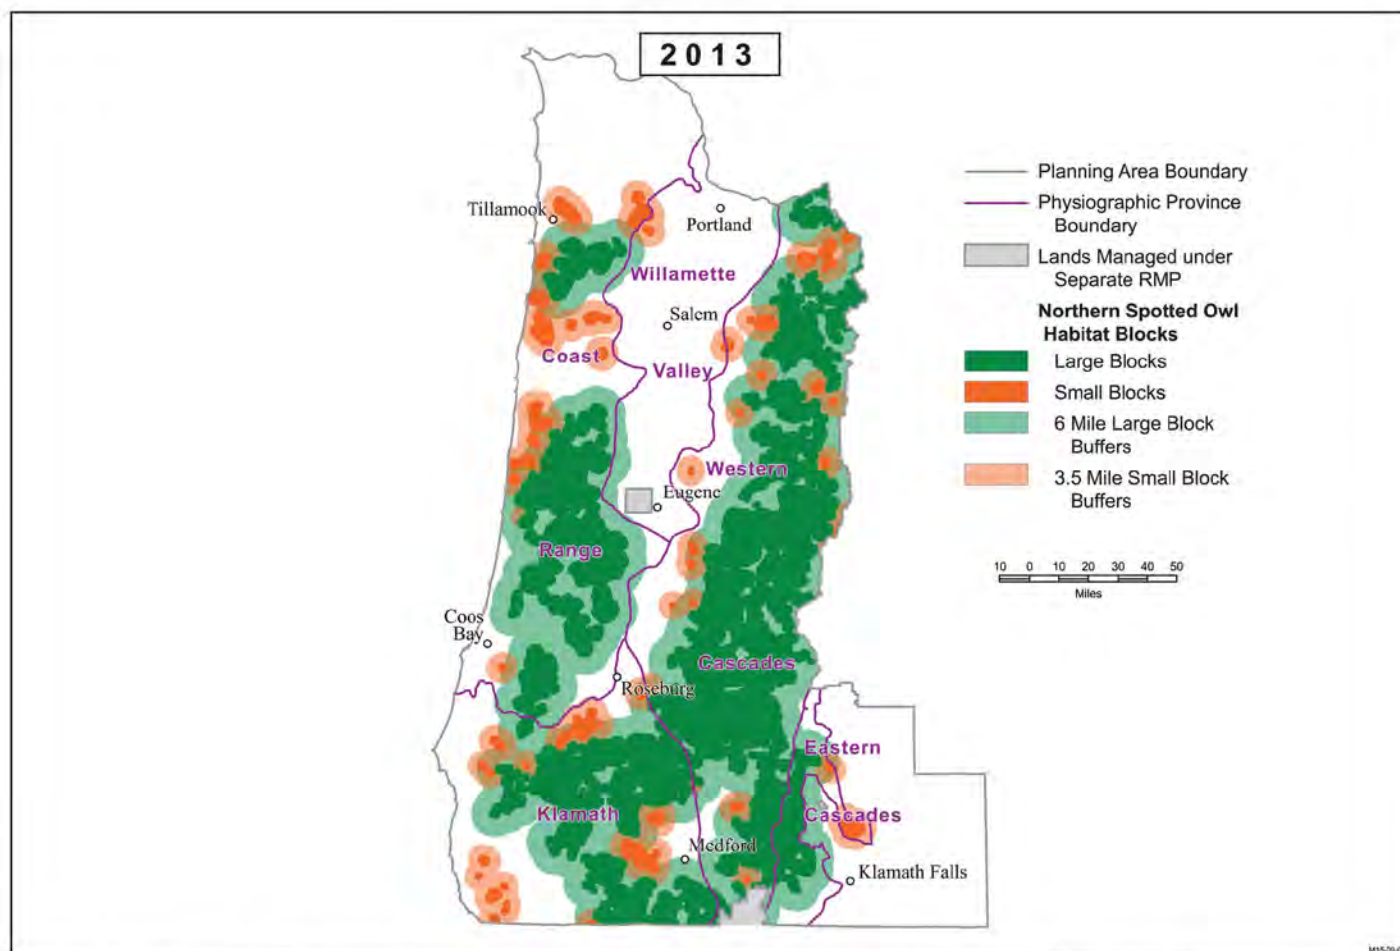 2013
Tillamook
Portland
Willamette
Salem
Coast
Valley
Western
Eugene
Range
Coos
Bay
Cascades
Roseburg
Eastern
Klamath
Cascades
Medford
Klamath Falls
Planning Area Boundary
Physiographic Province
Boundary
Lands Managed under
Separate RMP
Northern Spotted Owl
Habitat Blocks
Large Blocks
Small Blocks
6 Mile Large Block
Buffers
3.5 Mile Small Block
Buffers
10 0 10 20 30 40 50
Miles